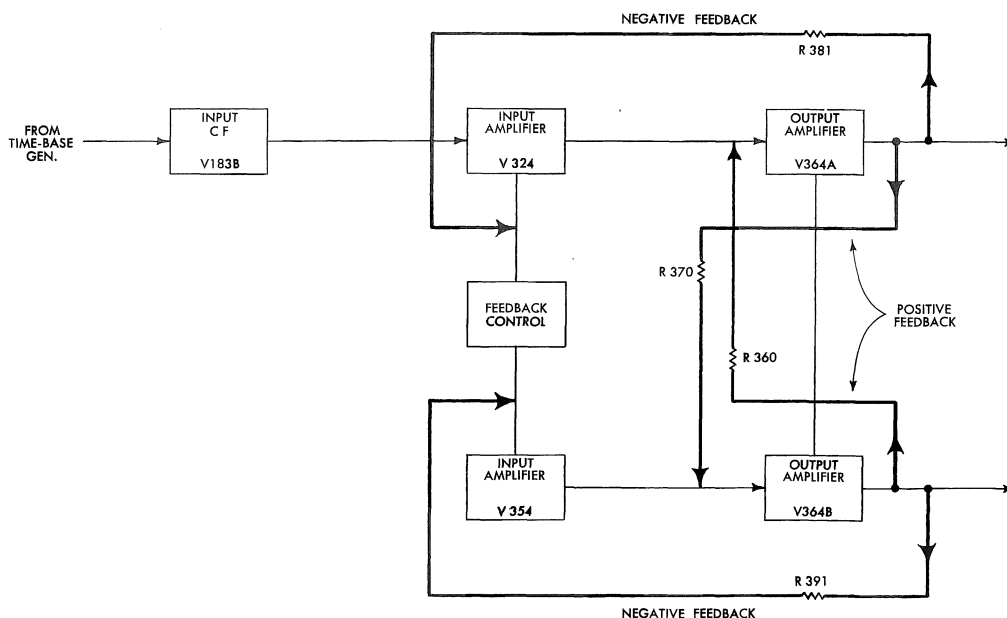 NEGATIVE FEEDBACK
R 381
FROM
TIME-BASE
GEN.
INPUT
C F
V183B
INPUT
AMPLIFIER
V 324
OUTPUT
AMPLIFIER
V364A
R 370
FEEDBACK
CONTROL
POSITIVE
FEEDBACK
R 360
INPUT
AMPLIFIER
V 354
OUTPUT
AMPLIFIER
V364B
R 391
NEGATIVE FEEDBACK